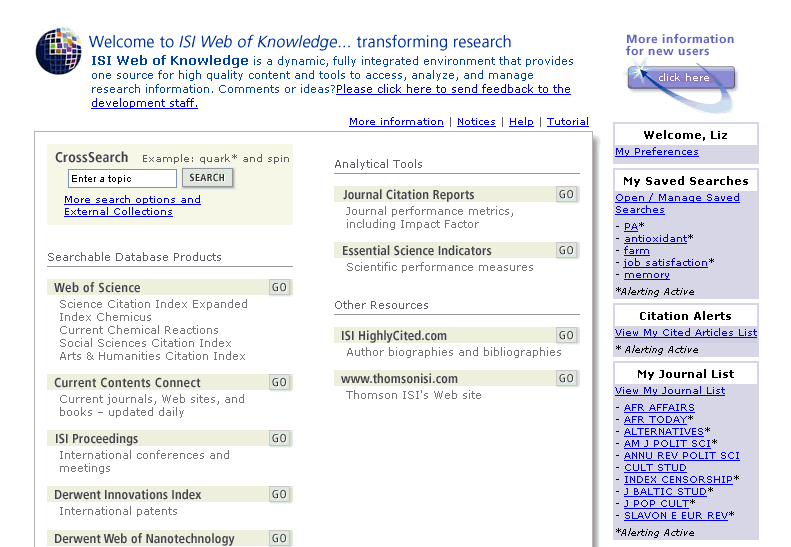 Welcome to ISI Web of Knowledge... transforming research
ISI Web of Knowledge is a dynamic, fully integrated environment that provides
one source for high quality content and tools to access, analyze, and manage
research information. Comments or ideas?Please click here to send feedback to the
development staff.
More information
for new users
click here
More information | Notices | Help | Tutorial
CrossSearch Example: quark* and spin
Enter a topic SEARCH
More search options and
External Collections
Searchable Database Products
Web of Science GO
Science Citation Index Expanded
Index Chemicus
Current Chemical Reactions
Social Sciences Citation Index
Arts & Humanities Citation Index
Current Contents Connect GO
Current journals, Web sites, and
books – updated daily
ISI Proceedings GO
International conferences and
meetings
Derwent Innovations Index GO
International patents
Derwent Web of Nanotechnology GO
Analytical Tools
Journal Citation Reports GO
Journal performance metrics,
including Impact Factor
Essential Science Indicators GO
Scientific performance measures
Other Resources
ISI HighlyCited.com GO
Author biographies and bibliographies
www.thomsonisi.com GO
Thomson ISI's Web site
Welcome, Liz
My Preferences
My Saved Searches
Open / Manage Saved
Searches
- PA*
- antioxidant*
- farm
- job satisfaction*
- memory
*Alerting Active
Citation Alerts
View My Cited Articles List
* Alerting Active
My Journal List
View My Journal List
- AFR AFFAIRS
- AFR TODAY*
- ALTERNATIVES*
- AM J POLIT SCI*
- ANNU REV POLIT SCI
- CULT STUD
- INDEX CENSORSHIP*
- J BALTIC STUD*
- J POP CULT*
- SLAVON E EUR REV*
*Alerting Active